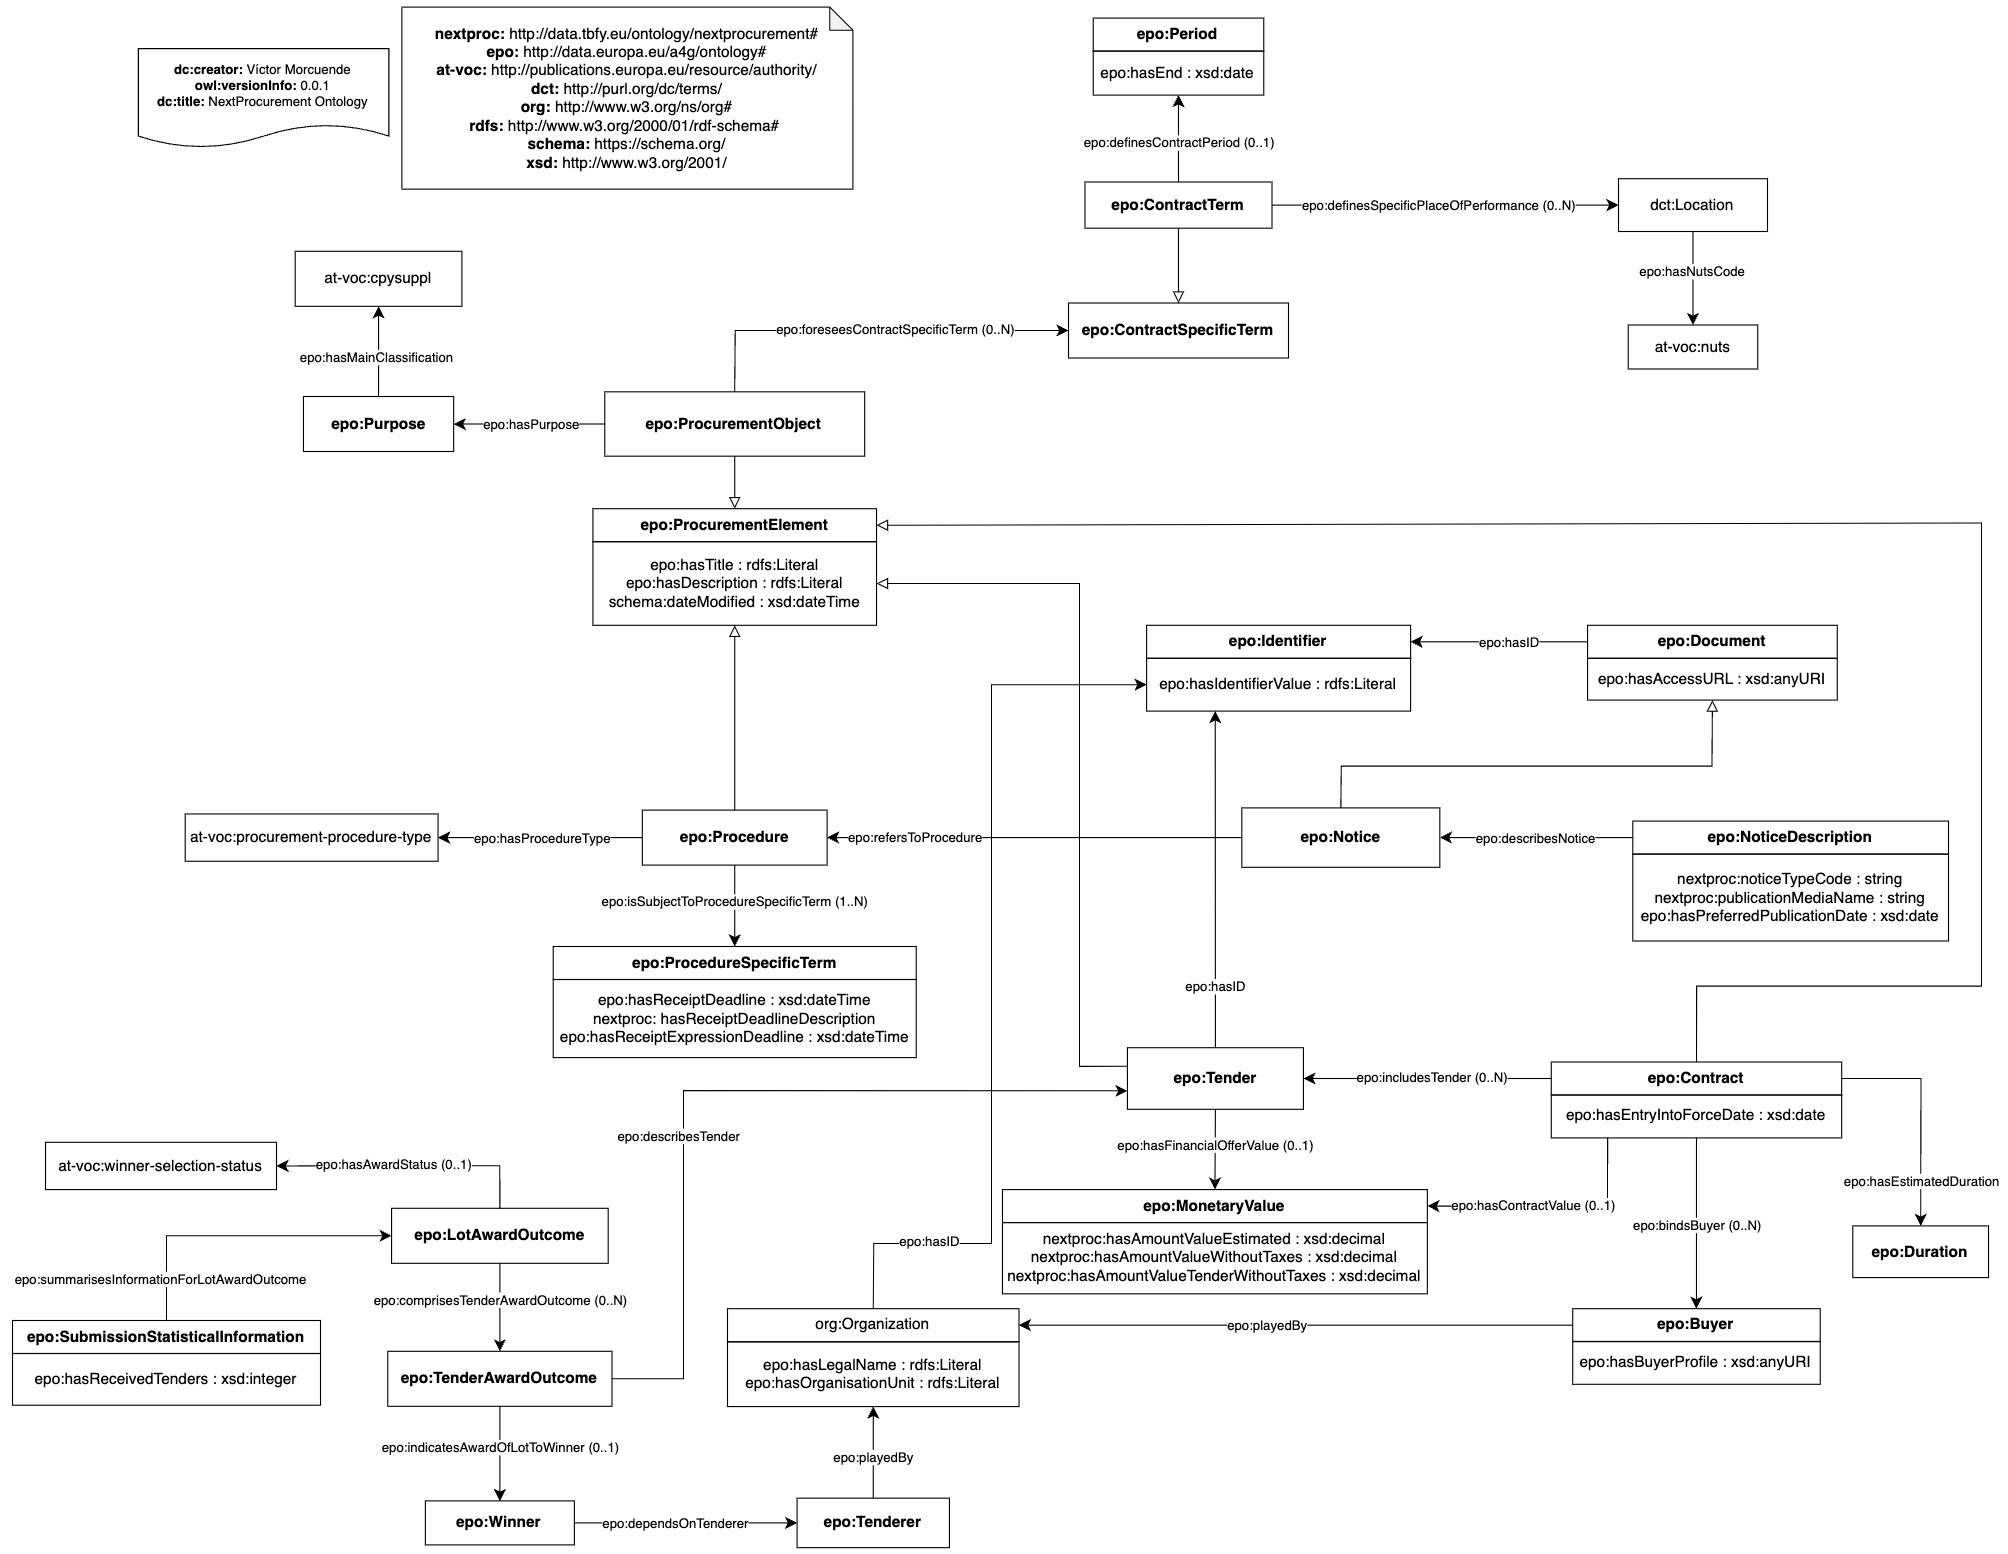 dc:creator: Víctor Morcuende
owl:versionInfo: 0.0.1
dc:title: NextProcurement Ontology
nextproc: http://data.tbfy.eu/ontology/nextprocurement#
epo: http://data.europa.eu/a4g/ontology#
at-voc: http://publications.europa.eu/resource/authority/
dct: http://purl.org/dc/terms/
org: http://www.w3.org/ns/org#
rdfs: http://www.w3.org/2000/01/rdf-schema#
schema: https://schema.org/
xsd: http://www.w3.org/2001/
epo:Period
epo:hasEnd : xsd:date
epo:definesContractPeriod (0..1)
epo:ContractTerm
epo:definesSpecificPlaceOfPerformance (0..N)
dct:Location
epo:hasNutsCode
at-voc:nuts
at-voc:cpysuppl
epo:foreseesContractSpecificTerm (0..N)
epo:ContractSpecificTerm
epo:hasMainClassification
epo:Purpose
epo:hasPurpose
epo:ProcurementObject
epo:ProcurementElement
epo:hasTitle : rdfs:Literal
epo:hasDescription : rdfs:Literal
schema:dateModified : xsd:dateTime
epo:Identifier
epo:hasIdentifierValue : rdfs:Literal
epo:hasID
epo:Document
epo:hasAccessURL : xsd:anyURI
at-voc:procurement-procedure-type
epo:hasProcedureType
epo:Procedure
epo:refersToProcedure
epo:Notice
epo:describesNotice
epo:NoticeDescription
nextproc:noticeTypeCode : string
nextproc:publicationMediaName : string
epo:hasPreferredPublicationDate : xsd:date
epo:isSubjectToProcedureSpecificTerm (1..N)
epo:ProcedureSpecificTerm
epo:hasReceiptDeadline : xsd:dateTime
nextproc: hasReceiptDeadlineDescription
epo:hasReceiptExpressionDeadline : xsd:dateTime
epo:hasID
epo:Tender
epo:includesTender (0..N)
epo:Contract
epo:hasEntryIntoForceDate : xsd:date
epo:describesTender
epo:hasFinancialOfferValue (0..1)
at-voc:winner-selection-status
epo:hasAwardStatus (0..1)
epo:hasEstimatedDuration
epo:MonetaryValue
nextproc:hasAmountValueEstimated : xsd:decimal
nextproc:hasAmountValueWithoutTaxes : xsd:decimal
nextproc:hasAmountValueTenderWithoutTaxes : xsd:decimal
epo:hasContractValue (0..1)
epo:bindsBuyer (0..N)
epo:LotAwardOutcome
epo:hasID
epo:Duration
epo:summarisesInformationForLotAwardOutcome
epo:comprisesTenderAwardOutcome (0..N)
epo:SubmissionStatisticalInformation
epo:hasReceivedTenders : xsd:integer
epo:TenderAwardOutcome
org:Organization
epo:hasLegalName : rdfs:Literal
epo:hasOrganisationUnit : rdfs:Literal
epo:playedBy
epo:Buyer
epo:hasBuyerProfile : xsd:anyURI
epo:indicatesAwardOfLotToWinner (0..1)
epo:playedBy
epo:Winner
epo:dependsOnTenderer
epo:Tenderer